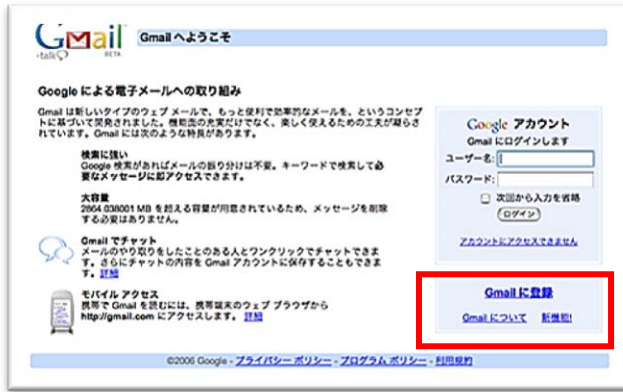 Gmail
-talk
BETA
Gmail へようこそ
Google による電子メールへの取り組み
Gmail は新しいタイプのウェブ メールで、もっと便利で効率的なメールを、というコンセプ
トに基づいて開発されました。機能面の充実だけでなく、楽しく使えるための工夫が凝らさ
れています。Gmail には次のような特長があります。
検索に強い
Google 検索があればメールの振り分けは不要。キーワードで検索して必
要なメッセージに即アクセスできます。
大容量
2864.038001 MB を超える容量が用意されているため、メッセージを削除
する必要はありません。
Gmail でチャット
メールのやり取りをしたことのある人とワンクリックでチャットできま
す。さらにチャットの内容を Gmail アカウントに保存することもできま
す。詳細
モバイル アクセス
携帯で Gmail を読むには、携帯端末のウェブ ブラウザから
http://gmail.com にアクセスします。 詳細
Google アカウント
Gmail にログインします
ユーザー名:
パスワード:
次回から入力を省略
ログイン
アカウントにアクセスできません
Gmail に登録
Gmail について 新機能!
©2006 Google - プライバシー ポリシー - プログラム ポリシー - 利用規約